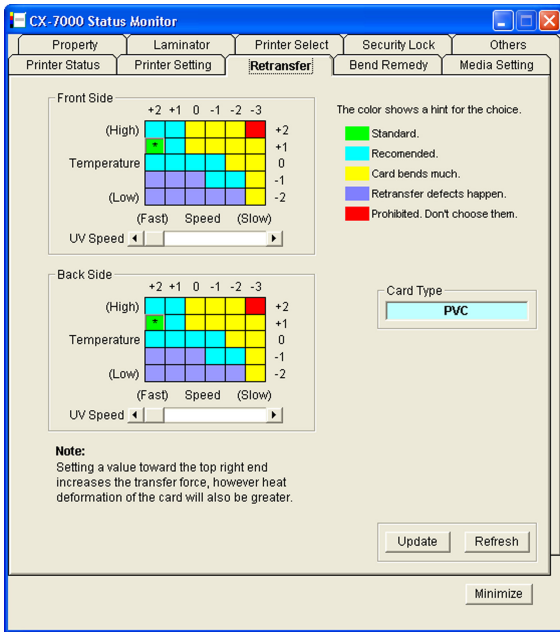 CX-7000 Status Monitor
Property Laminator Printer Select Security Lock Others
Printer Status Printer Setting Retransfer Bend Remedy Media Setting
Front Side
+2 +1 0 -1 -2 -3
(High) +2
* +1
Temperature 0
-1
(Low) -2
(Fast) Speed (Slow)
UV Speed
The color shows a hint for the choice.
Standard.
Recomended.
Card bends much.
Retransfer defects happen.
Prohibited. Don't choose them.
Back Side
+2 +1 0 -1 -2 -3
(High) +2
* +1
Temperature 0
-1
(Low) -2
(Fast) Speed (Slow)
UV Speed
Card Type
PVC
Note:
Setting a value toward the top right end
increases the transfer force, however heat
deformation of the card will also be greater.
Update Refresh
Minimize